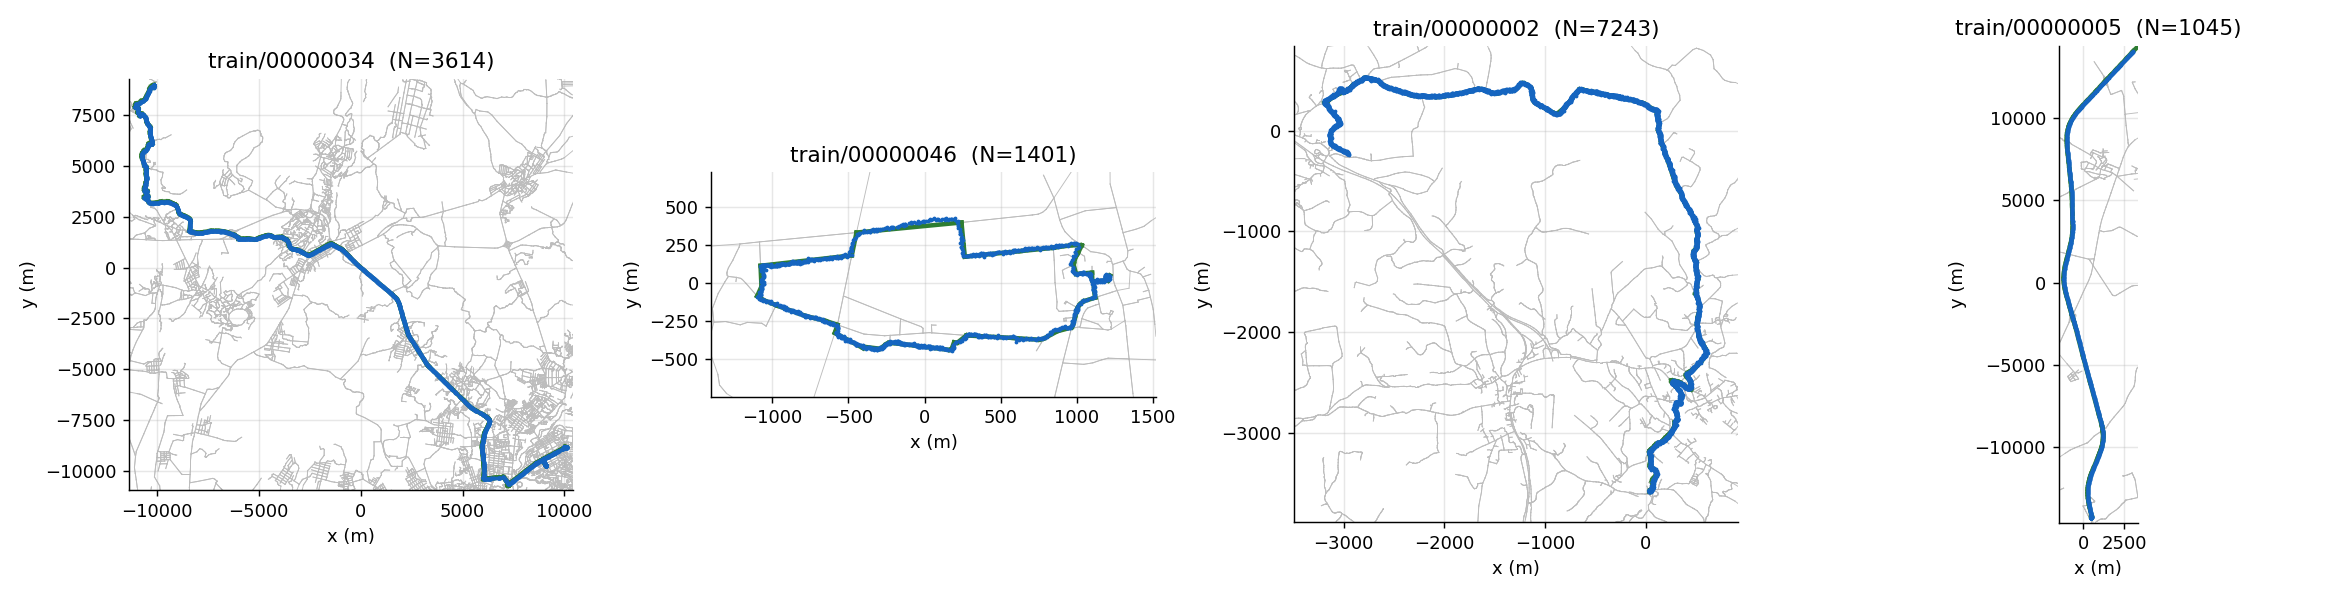 train/00000034  (N=3614)
7500
5000
2500
0
−2500
−5000
−7500
−10000
y (m)
−10000 −5000 0 5000 10000
x (m)
train/00000046  (N=1401)
500
250
0
−250
−500
y (m)
−1000 −500 0 500 1000 1500
x (m)
train/00000002  (N=7243)
0
−1000
−2000
−3000
y (m)
−3000 −2000 −1000 0
x (m)
train/00000005  (N=1045)
10000
5000
0
−5000
−10000
y (m)
0 2500
x (m)